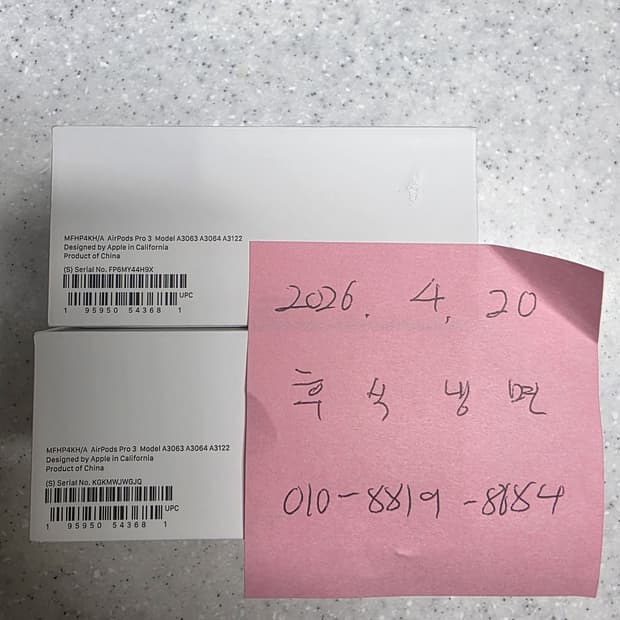 MFHP4KH/A AirPods Pro 3 Model A3063 A3064 A3122
Designed by Apple in California
Product of China
(S) Serial No. FP6MY44H9X
UPC
1 95950 54368 1
MFHP4KH/A AirPods Pro 3 Model A3063 A3064 A3122
Designed by Apple in California
Product of China
(S) Serial No. KGKMWJWGJQ
UPC
1 95950 54368 1
2026. 4. 20
후식냉면
010-8819-8884